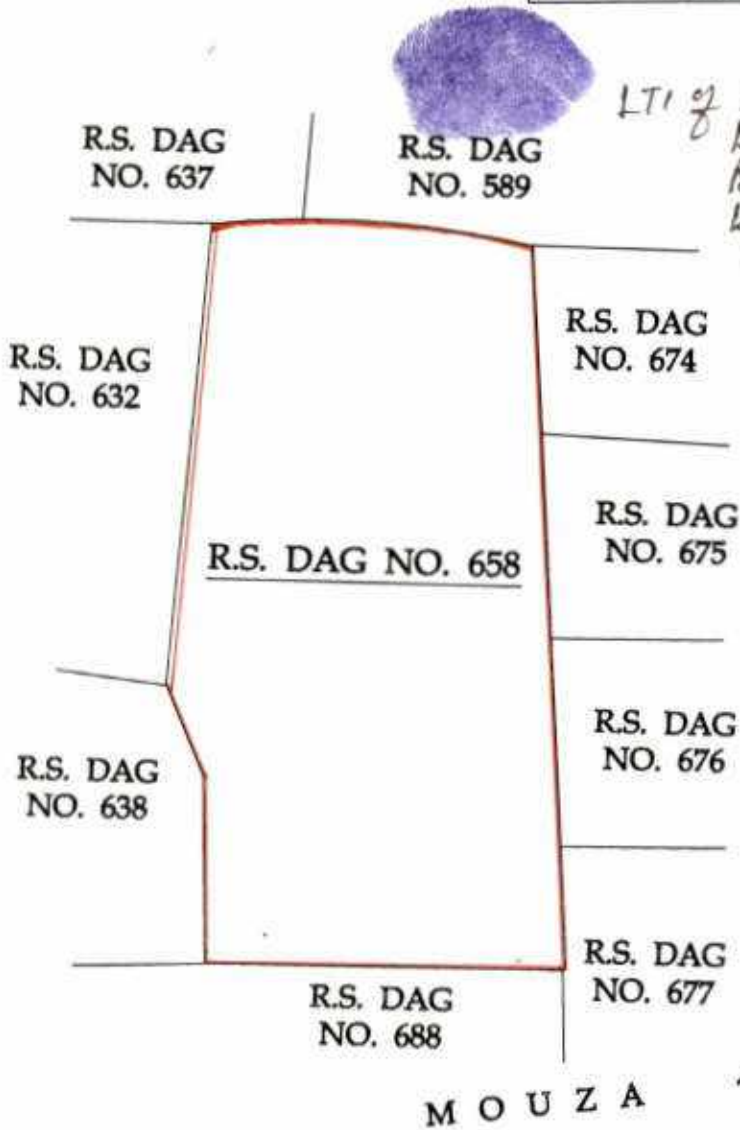 LTI of
R.S. DAG
NO. 637
R.S. DAG
NO. 589
R.S. DAG
NO. 674
R.S. DAG
NO. 632
R.S. DAG
NO. 675
R.S. DAG NO. 658
R.S. DAG
NO. 676
R.S. DAG
NO. 638
R.S. DAG
NO. 677
R.S. DAG
NO. 688
MOUZA